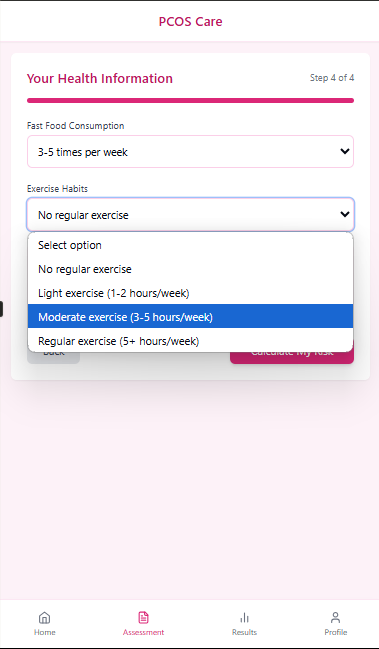 PCOS Care
Your Health Information
Step 4 of 4
Fast Food Consumption
3-5 times per week
Exercise Habits
No regular exercise
Select option
No regular exercise
Light exercise (1-2 hours/week)
Moderate exercise (3-5 hours/week)
Regular exercise (5+ hours/week)
Back
Calculate My Risk
Home
Assessment
Results
Profile